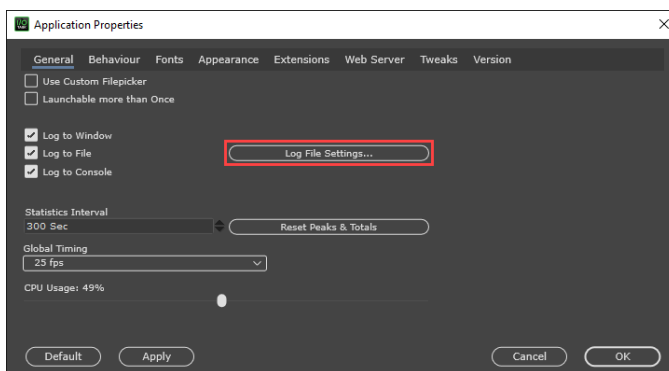 Application Properties
General Behaviour Fonts Appearance Extensions Web Server Tweaks Version
Use Custom Filepicker
Launchable more than Once
Log to Window
Log to File Log File Settings...
Log to Console
Statistics Interval
300 Sec Reset Peaks & Totals
Global Timing
25 fps
CPU Usage: 49%
Default Apply Cancel OK